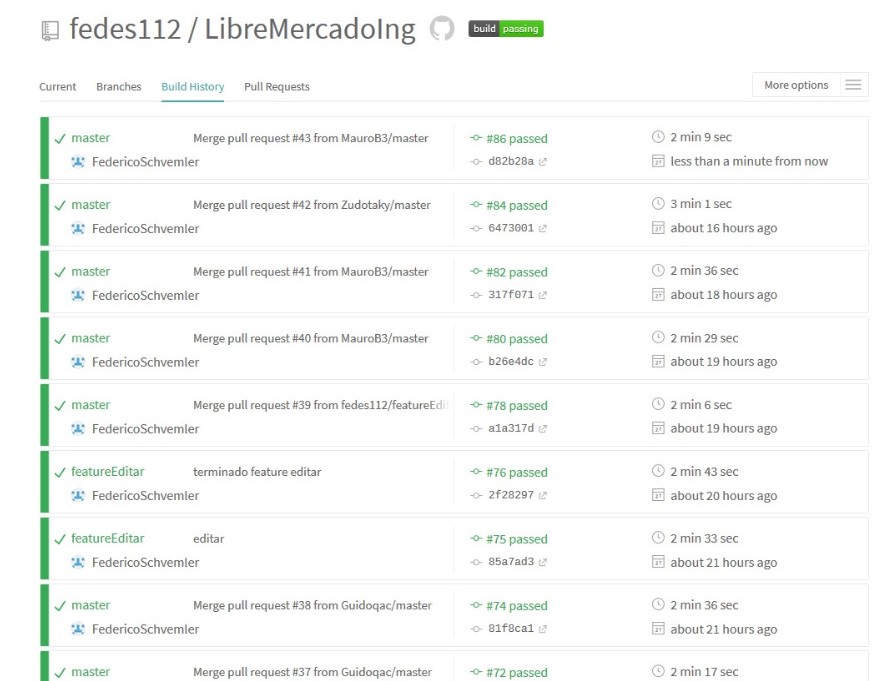 fedes112 / LibreMercadoIng build passing
Current Branches Build History Pull Requests More options
master Merge pull request #43 from MauroB3/master #86 passed 2 min 9 sec
FedericoSchvemler d82b28a less than a minute from now
master Merge pull request #42 from Zudotaky/master #84 passed 3 min 1 sec
FedericoSchvemler 6473001 about 16 hours ago
master Merge pull request #41 from MauroB3/master #82 passed 2 min 36 sec
FedericoSchvemler 317f071 about 18 hours ago
master Merge pull request #40 from MauroB3/master #80 passed 2 min 29 sec
FedericoSchvemler b26e4dc about 19 hours ago
master Merge pull request #39 from fedes112/featureEdit #78 passed 2 min 6 sec
FedericoSchvemler a1a317d about 19 hours ago
featureEditar terminado feature editar #76 passed 2 min 43 sec
FedericoSchvemler 2f28297 about 20 hours ago
featureEditar editar #75 passed 2 min 33 sec
FedericoSchvemler 85a7ad3 about 21 hours ago
master Merge pull request #38 from Guidoqac/master #74 passed 2 min 36 sec
FedericoSchvemler 81f8ca1 about 21 hours ago
master Merge pull request #37 from Guidoqac/master #72 passed 2 min 17 sec